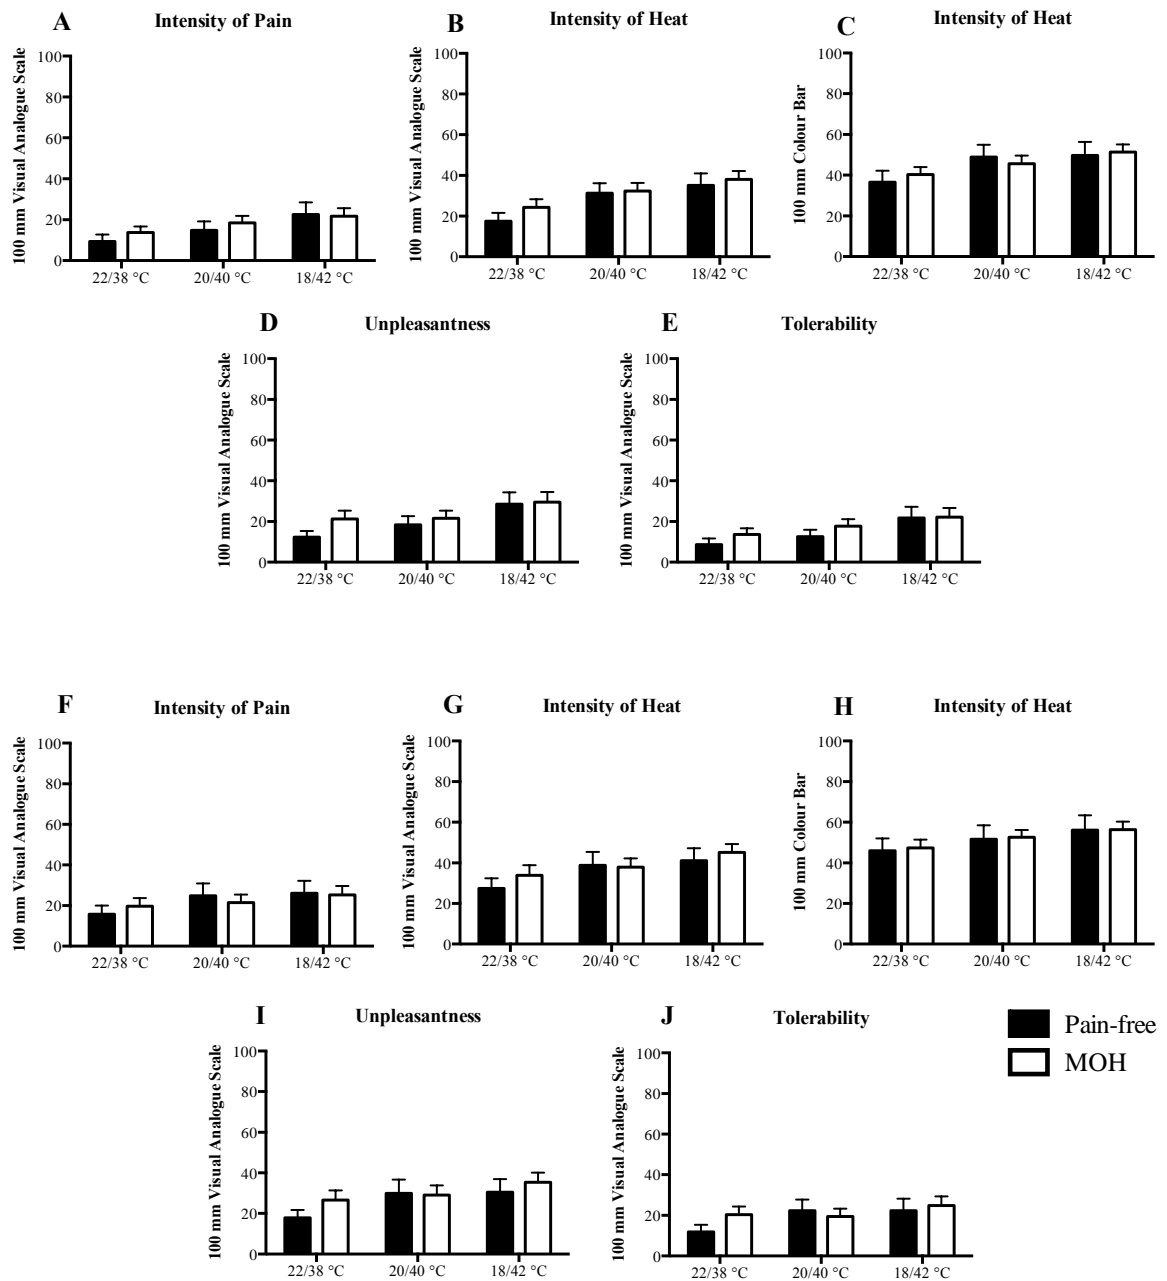 A
Intensity of Pain
100 mm Visual Analogue Scale
100
80
60
40
20
0
22/38 °C
20/40 °C
18/42 °C
B
Intensity of Heat
100 mm Visual Analogue Scale
100
80
60
40
20
0
22/38 °C
20/40 °C
18/42 °C
C
Intensity of Heat
100 mm Colour Bar
100
80
60
40
20
0
22/38 °C
20/40 °C
18/42 °C
D
Unpleasantness
100 mm Visual Analogue Scale
100
80
60
40
20
0
22/38 °C
20/40 °C
18/42 °C
E
Tolerability
100 mm Visual Analogue Scale
100
80
60
40
20
0
22/38 °C
20/40 °C
18/42 °C
F
Intensity of Pain
100 mm Visual Analogue Scale
100
80
60
40
20
0
22/38 °C
20/40 °C
18/42 °C
G
Intensity of Heat
100 mm Visual Analogue Scale
100
80
60
40
20
0
22/38 °C
20/40 °C
18/42 °C
H
Intensity of Heat
100 mm Colour Bar
100
80
60
40
20
0
22/38 °C
20/40 °C
18/42 °C
I
Unpleasantness
100 mm Visual Analogue Scale
100
80
60
40
20
0
22/38 °C
20/40 °C
18/42 °C
J
Tolerability
100 mm Visual Analogue Scale
100
80
60
40
20
0
22/38 °C
20/40 °C
18/42 °C
Pain-free
MOH